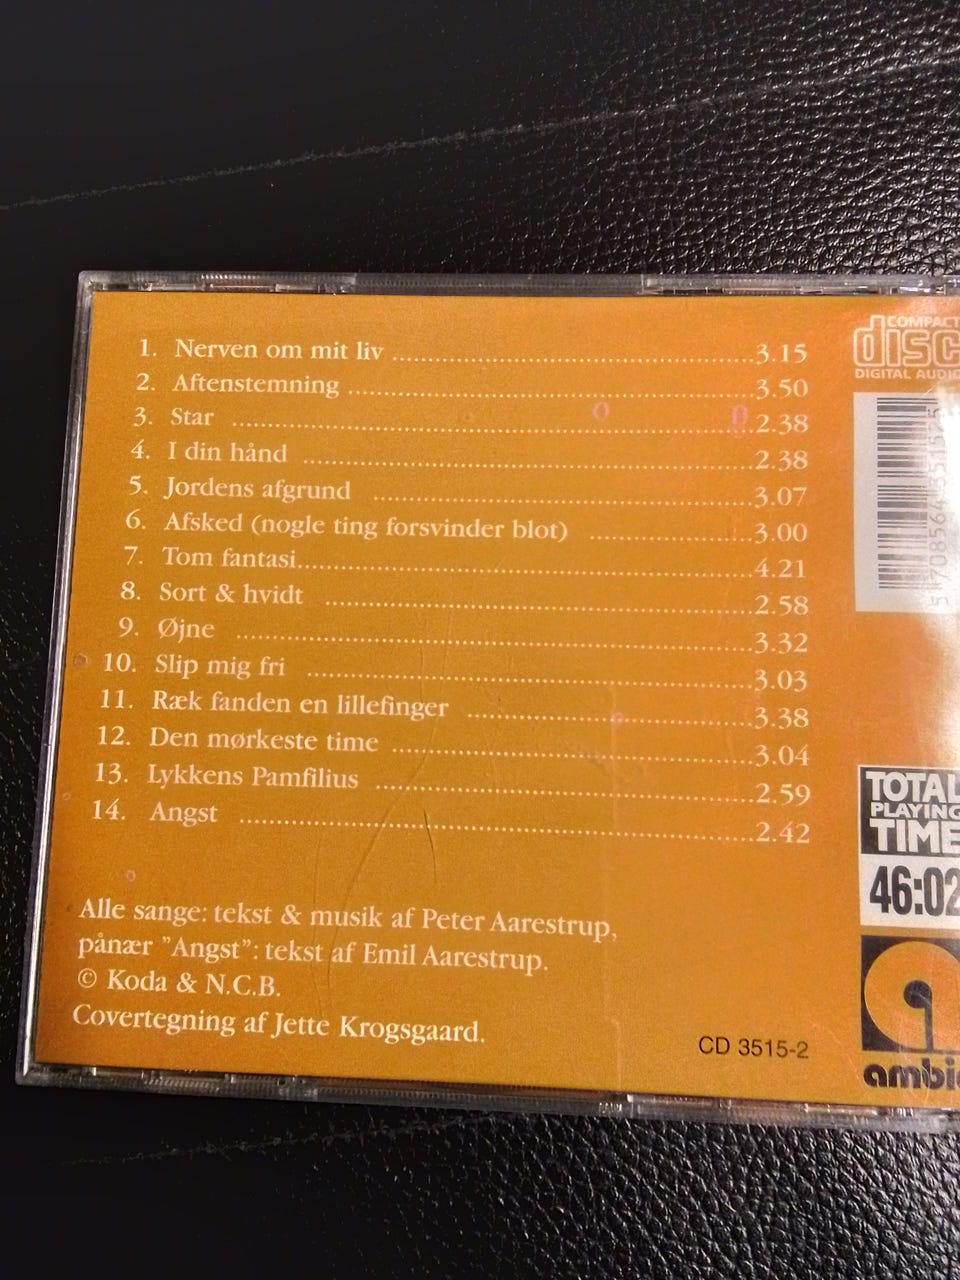 1. Nerven om mit liv ........ 3.15
2. Aftenstemning ........ 3.50
3. Star ........ 2.38
4. I din hånd ........ 2.38
5. Jordens afgrund ........ 3.07
6. Afsked (nogle ting forsvinder blot) ........ 3.00
7. Tom fantasi ........ 4.21
8. Sort & hvidt ........ 2.58
9. Øjne ........ 3.32
10. Slip mig fri ........ 3.03
11. Ræk fanden en lillefinger ........ 3.38
12. Den mørkeste time ........ 3.04
13. Lykkens Pamfilius ........ 2.59
14. Angst ........ 2.42
Alle sange: tekst & musik af Peter Aarestrup,
pånær "Angst": tekst af Emil Aarestrup.
© Koda & N.C.B.
Covertegning af Jette Krogsgaard.
CD 3515-2
COMPACT
disc
DIGITAL AUDIO
TOTAL
PLAYING
TIME
46:02